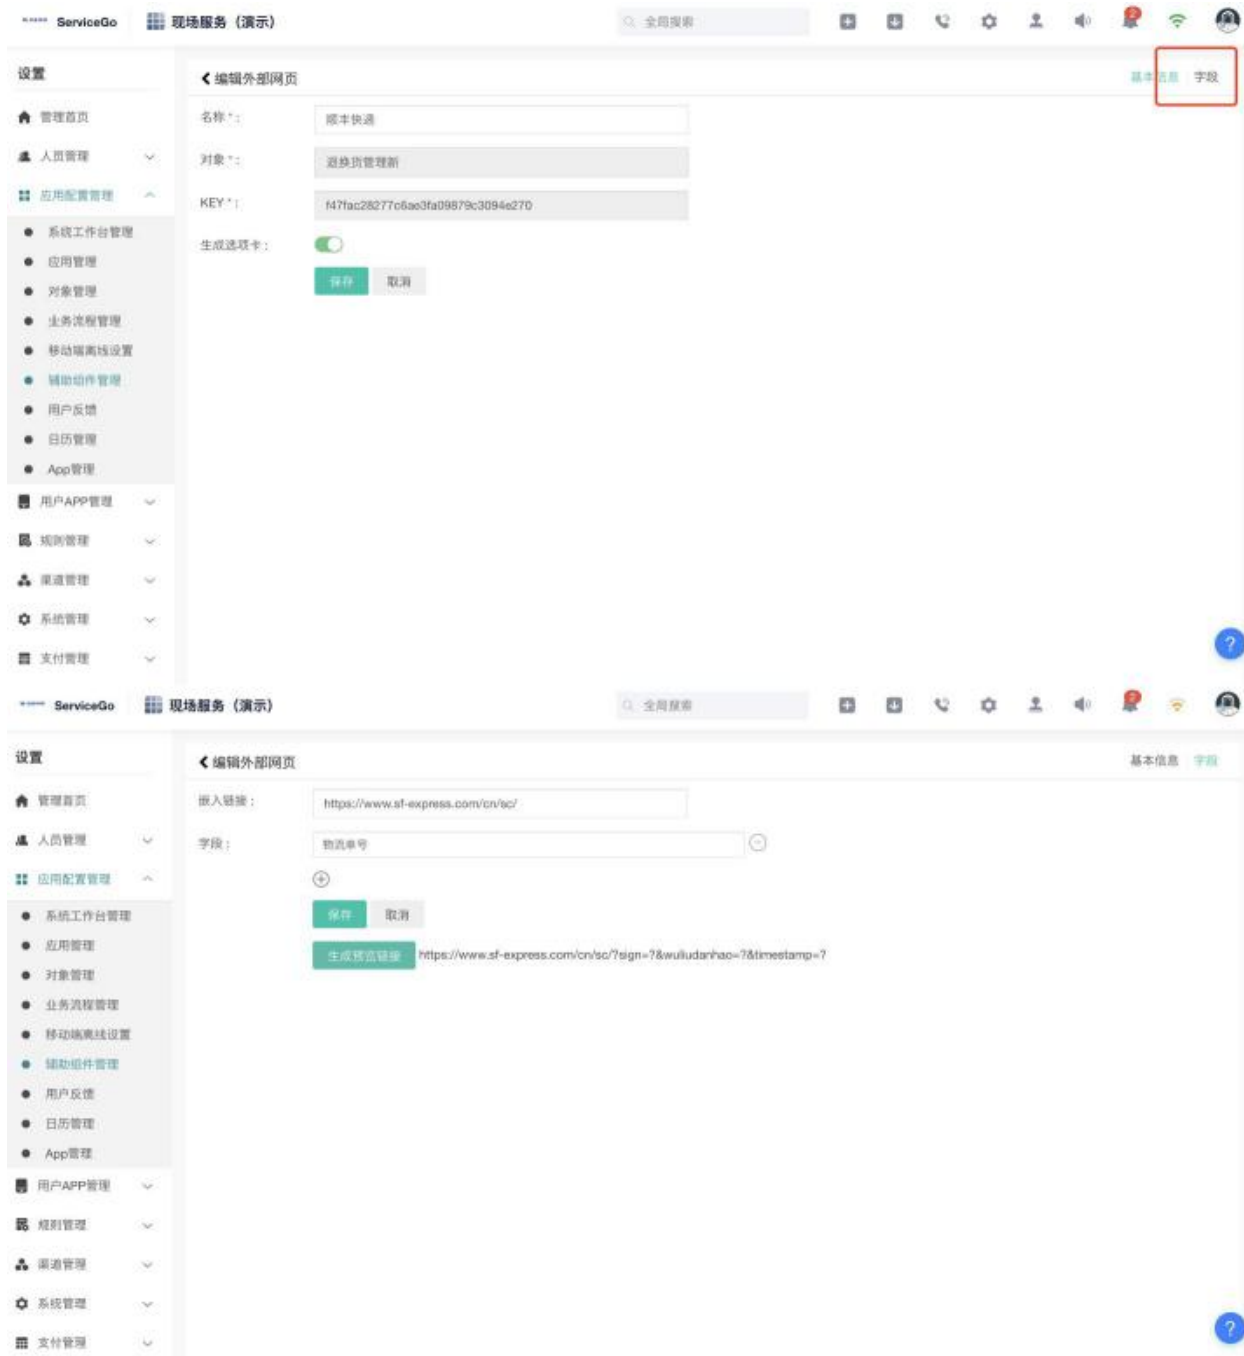 ServiceGo 现场服务（演示） 全局搜索 2
设置
编辑外部网页 基本信息 字段
管理首页
名称 * : 顺丰快递
人员管理
对象 * : 退换货管理新
应用配置管理
KEY * : f47fac28277c6ae3fa09879c3094e270
系统工作台管理
生成选项卡：
应用管理
保存 取消
对象管理
业务流程管理
移动端离线设置
辅助组件管理
用户反馈
日历管理
App管理
用户APP管理
规则管理
渠道管理
系统管理
支付管理
?
ServiceGo 现场服务（演示） 全局搜索 2
设置
编辑外部网页 基本信息 字段
管理首页
嵌入链接： https://www.sf-express.com/cn/sc/
人员管理
字段： 物流单号
应用配置管理
系统工作台管理
保存 取消
应用管理
生成预览链接 https://www.sf-express.com/cn/sc/?sign=?&wuliudanhao=?&timestamp=?
对象管理
业务流程管理
移动端离线设置
辅助组件管理
用户反馈
日历管理
App管理
用户APP管理
规则管理
渠道管理
系统管理
支付管理
?